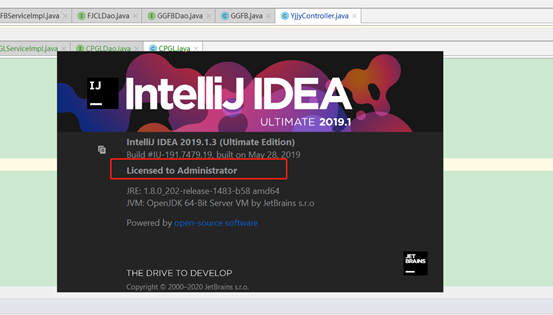 FBServiceImpl.java × FJCLDao.java × GGFBDao.java × GGFB.java × YjjyController.java ×
GLServiceImpl.java × CPGLDao.java × CPGL.java ×
IJ
IntelliJ IDEA
ULTIMATE 2019.1
IntelliJ IDEA 2019.1.3 (Ultimate Edition)
Build #IU-191.7479.19, built on May 28, 2019
Licensed to Administrator
JRE: 1.8.0_202-release-1483-b58 amd64
JVM: OpenJDK 64-Bit Server VM by JetBrains s.r.o
Powered by open-source software
JET
BRAINS
THE DRIVE TO DEVELOP
Copyright © 2000–2020 JetBrains s.r.o.